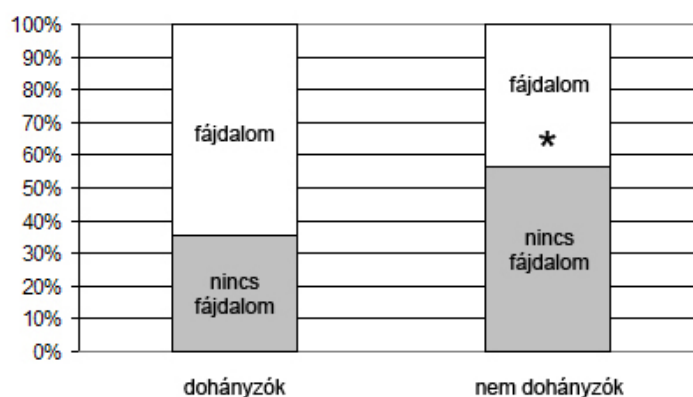 100%
90%
80%
70%
60%
50%
40%
30%
20%
10%
0%
fájdalom
nincs
fájdalom
fájdalom
*
nincs
fájdalom
dohányzók
nem dohányzók